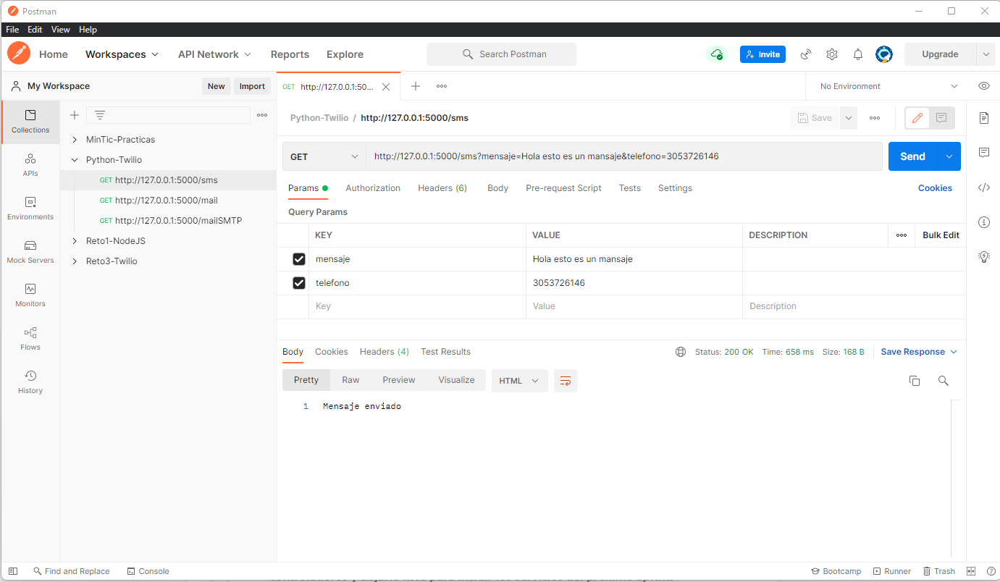 Postman
File Edit View Help
Home Workspaces API Network Reports Explore Search Postman Invite Upgrade
My Workspace New Import GET http://127.0.0.1:50... No Environment
Collections
APIs
Environments
Mock Servers
Monitors
Flows
History
MinTic-Practicas
Python-Twilio
GET http://127.0.0.1:5000/sms
GET http://127.0.0.1:5000/mail
GET http://127.0.0.1:5000/mailSMTP
Reto1-NodeJS
Reto3-Twilio
Python-Twilio / http://127.0.0.1:5000/sms Save
GET http://127.0.0.1:5000/sms?mensaje=Hola esto es un mansaje&telefono=3053726146 Send
Params Authorization Headers (6) Body Pre-request Script Tests Settings Cookies
Query Params
KEY VALUE DESCRIPTION Bulk Edit
mensaje Hola esto es un mansaje
telefono 3053726146
Key Value Description
Body Cookies Headers (4) Test Results Status: 200 OK Time: 658 ms Size: 168 B Save Response
Pretty Raw Preview Visualize HTML
1 Mensaje enviado
Find and Replace Console Bootcamp Runner Trash